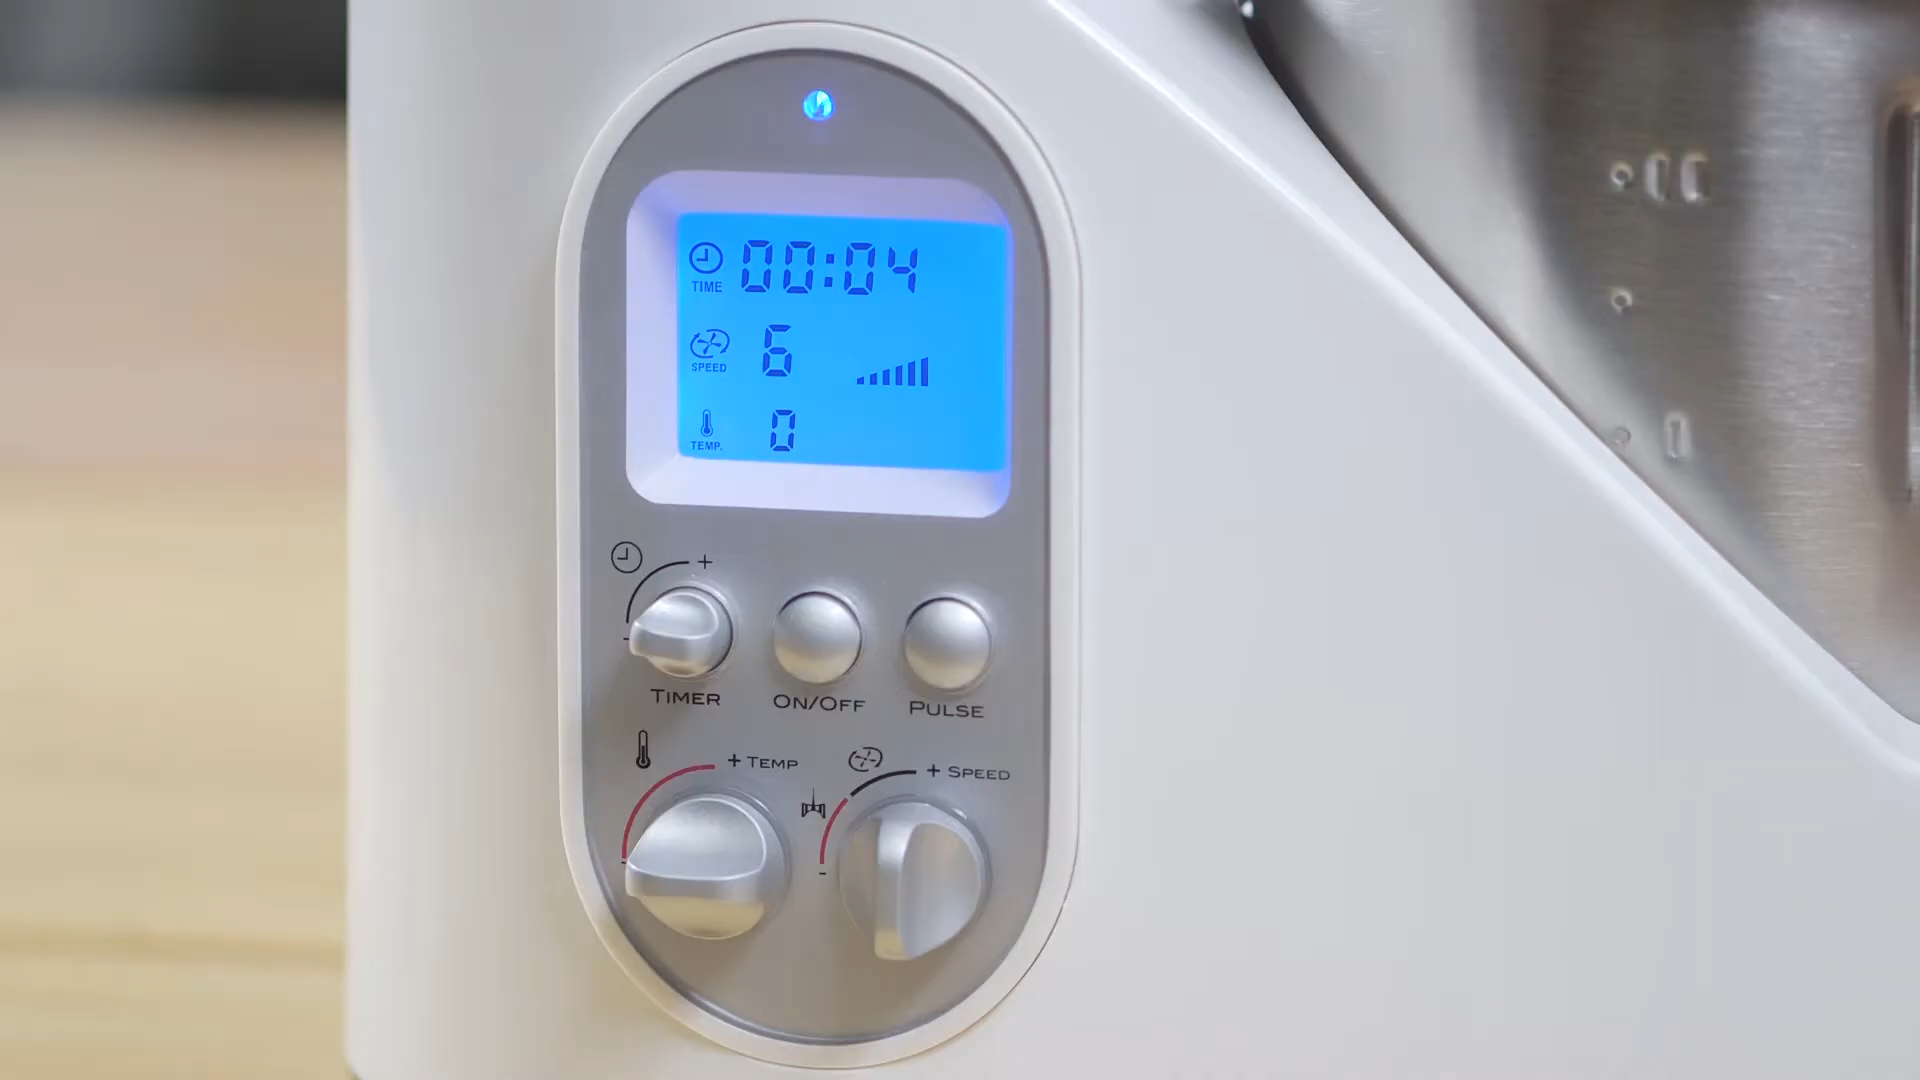 TIME 00:04
SPEED 6
TEMP. 0
+
-
TIMER ON/OFF PULSE
+ TEMP + SPEED
- -